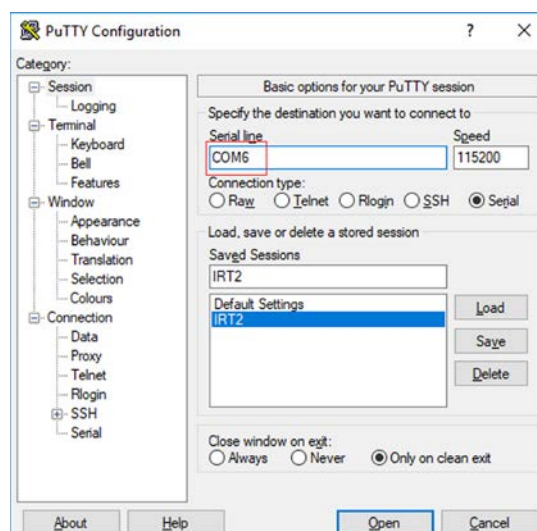 PuTTY Configuration ? ×
Category:
Session
Logging
Terminal
Keyboard
Bell
Features
Window
Appearance
Behaviour
Translation
Selection
Colours
Connection
Data
Proxy
Telnet
Rlogin
SSH
Serial
Basic options for your PuTTY session
Specify the destination you want to connect to
Serial line Speed
COM6 115200
Connection type:
Raw Telnet Rlogin SSH Serial
Load, save or delete a stored session
Saved Sessions
IRT2
Default Settings
IRT2
Load
Save
Delete
Close window on exit:
Always Never Only on clean exit
About Help Open Cancel